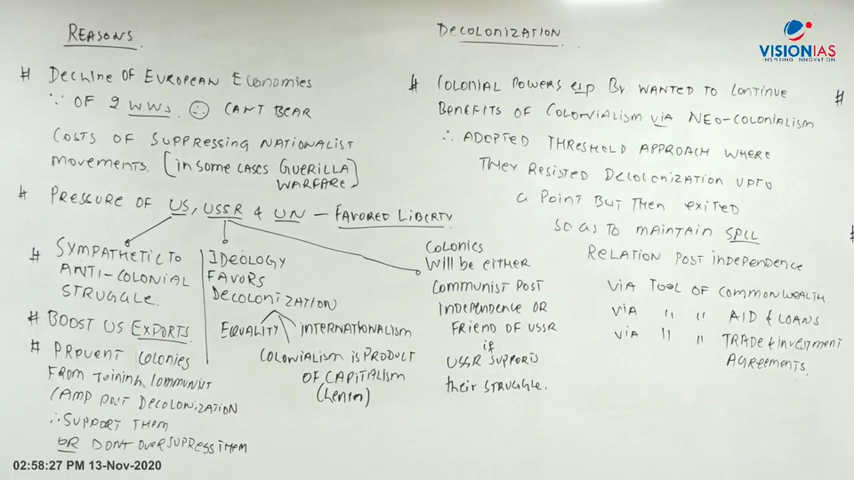 REASONS
# DECLINE OF EUROPEAN ECONOMIES
∵ OF 2 WWs. CAN'T BEAR
COSTS OF SUPPRESSING NATIONALIST
MOVEMENTS. [in some cases GUERILLA
WARFARE]
# PRESSURE OF US, USSR & UN – FAVORED LIBERTY
# SYMPATHETIC TO
ANTI-COLONIAL
STRUGGLE.
# BOOST US EXPORTS
# PREVENT COLONIES
FROM JOINING COMMUNIST
CAMP POST DECOLONIZATION
∴ SUPPORT THEM
OR DONT OVER SUPPRESS THEM
IDEOLOGY
FAVORS
DECOLONIZATION
EQUALITY INTERNATIONALISM
COLONIALISM IS PRODUCT
OF CAPITALISM
(Lenin)
COLONIES
Will be either
COMMUNIST POST
INDEPENDENCE OR
FRIEND OF USSR
if
USSR SUPPORTS
their STRUGGLE.
DECOLONIZATION
# COLONIAL POWERS esp Br WANTED TO CONTINUE
BENEFITS OF COLONIALISM VIA NEO-COLONIALISM
∴ ADOPTED THRESHOLD APPROACH WHERE
THEY RESISTED DECOLONIZATION UPTO
a POINT BUT THEN EXITED
SO as TO MAINTAIN SPCL
RELATION POST INDEPENDENCE
VIA TOOL OF COMMONWEALTH.
VIA " " AID & LOANS
VIA " " TRADE & INVESTMENT
AGREEMENTS.
#
#
VISIONIAS
INSPIRING INNOVATION
02:58:27 PM 13-Nov-2020